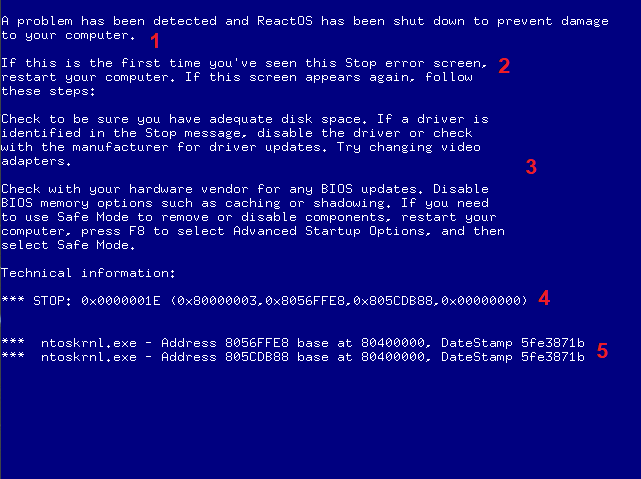 A problem has been detected and ReactOS has been shut down to prevent damage
to your computer. 1
If this is the first time you've seen this Stop error screen, 2
restart your computer. If this screen appears again, follow
these steps:
Check to be sure you have adequate disk space. If a driver is
identified in the Stop message, disable the driver or check
with the manufacturer for driver updates. Try changing video
adapters. 3
Check with your hardware vendor for any BIOS updates. Disable
BIOS memory options such as caching or shadowing. If you need
to use Safe Mode to remove or disable components, restart your
computer, press F8 to select Advanced Startup Options, and then
select Safe Mode.
Technical information:
*** STOP: 0x0000001E (0x80000003,0x8056FFE8,0x805CDB88,0x00000000) 4
***  ntoskrnl.exe - Address 8056FFE8 base at 80400000, DateStamp 5fe3871b
***  ntoskrnl.exe - Address 805CDB88 base at 80400000, DateStamp 5fe3871b 5